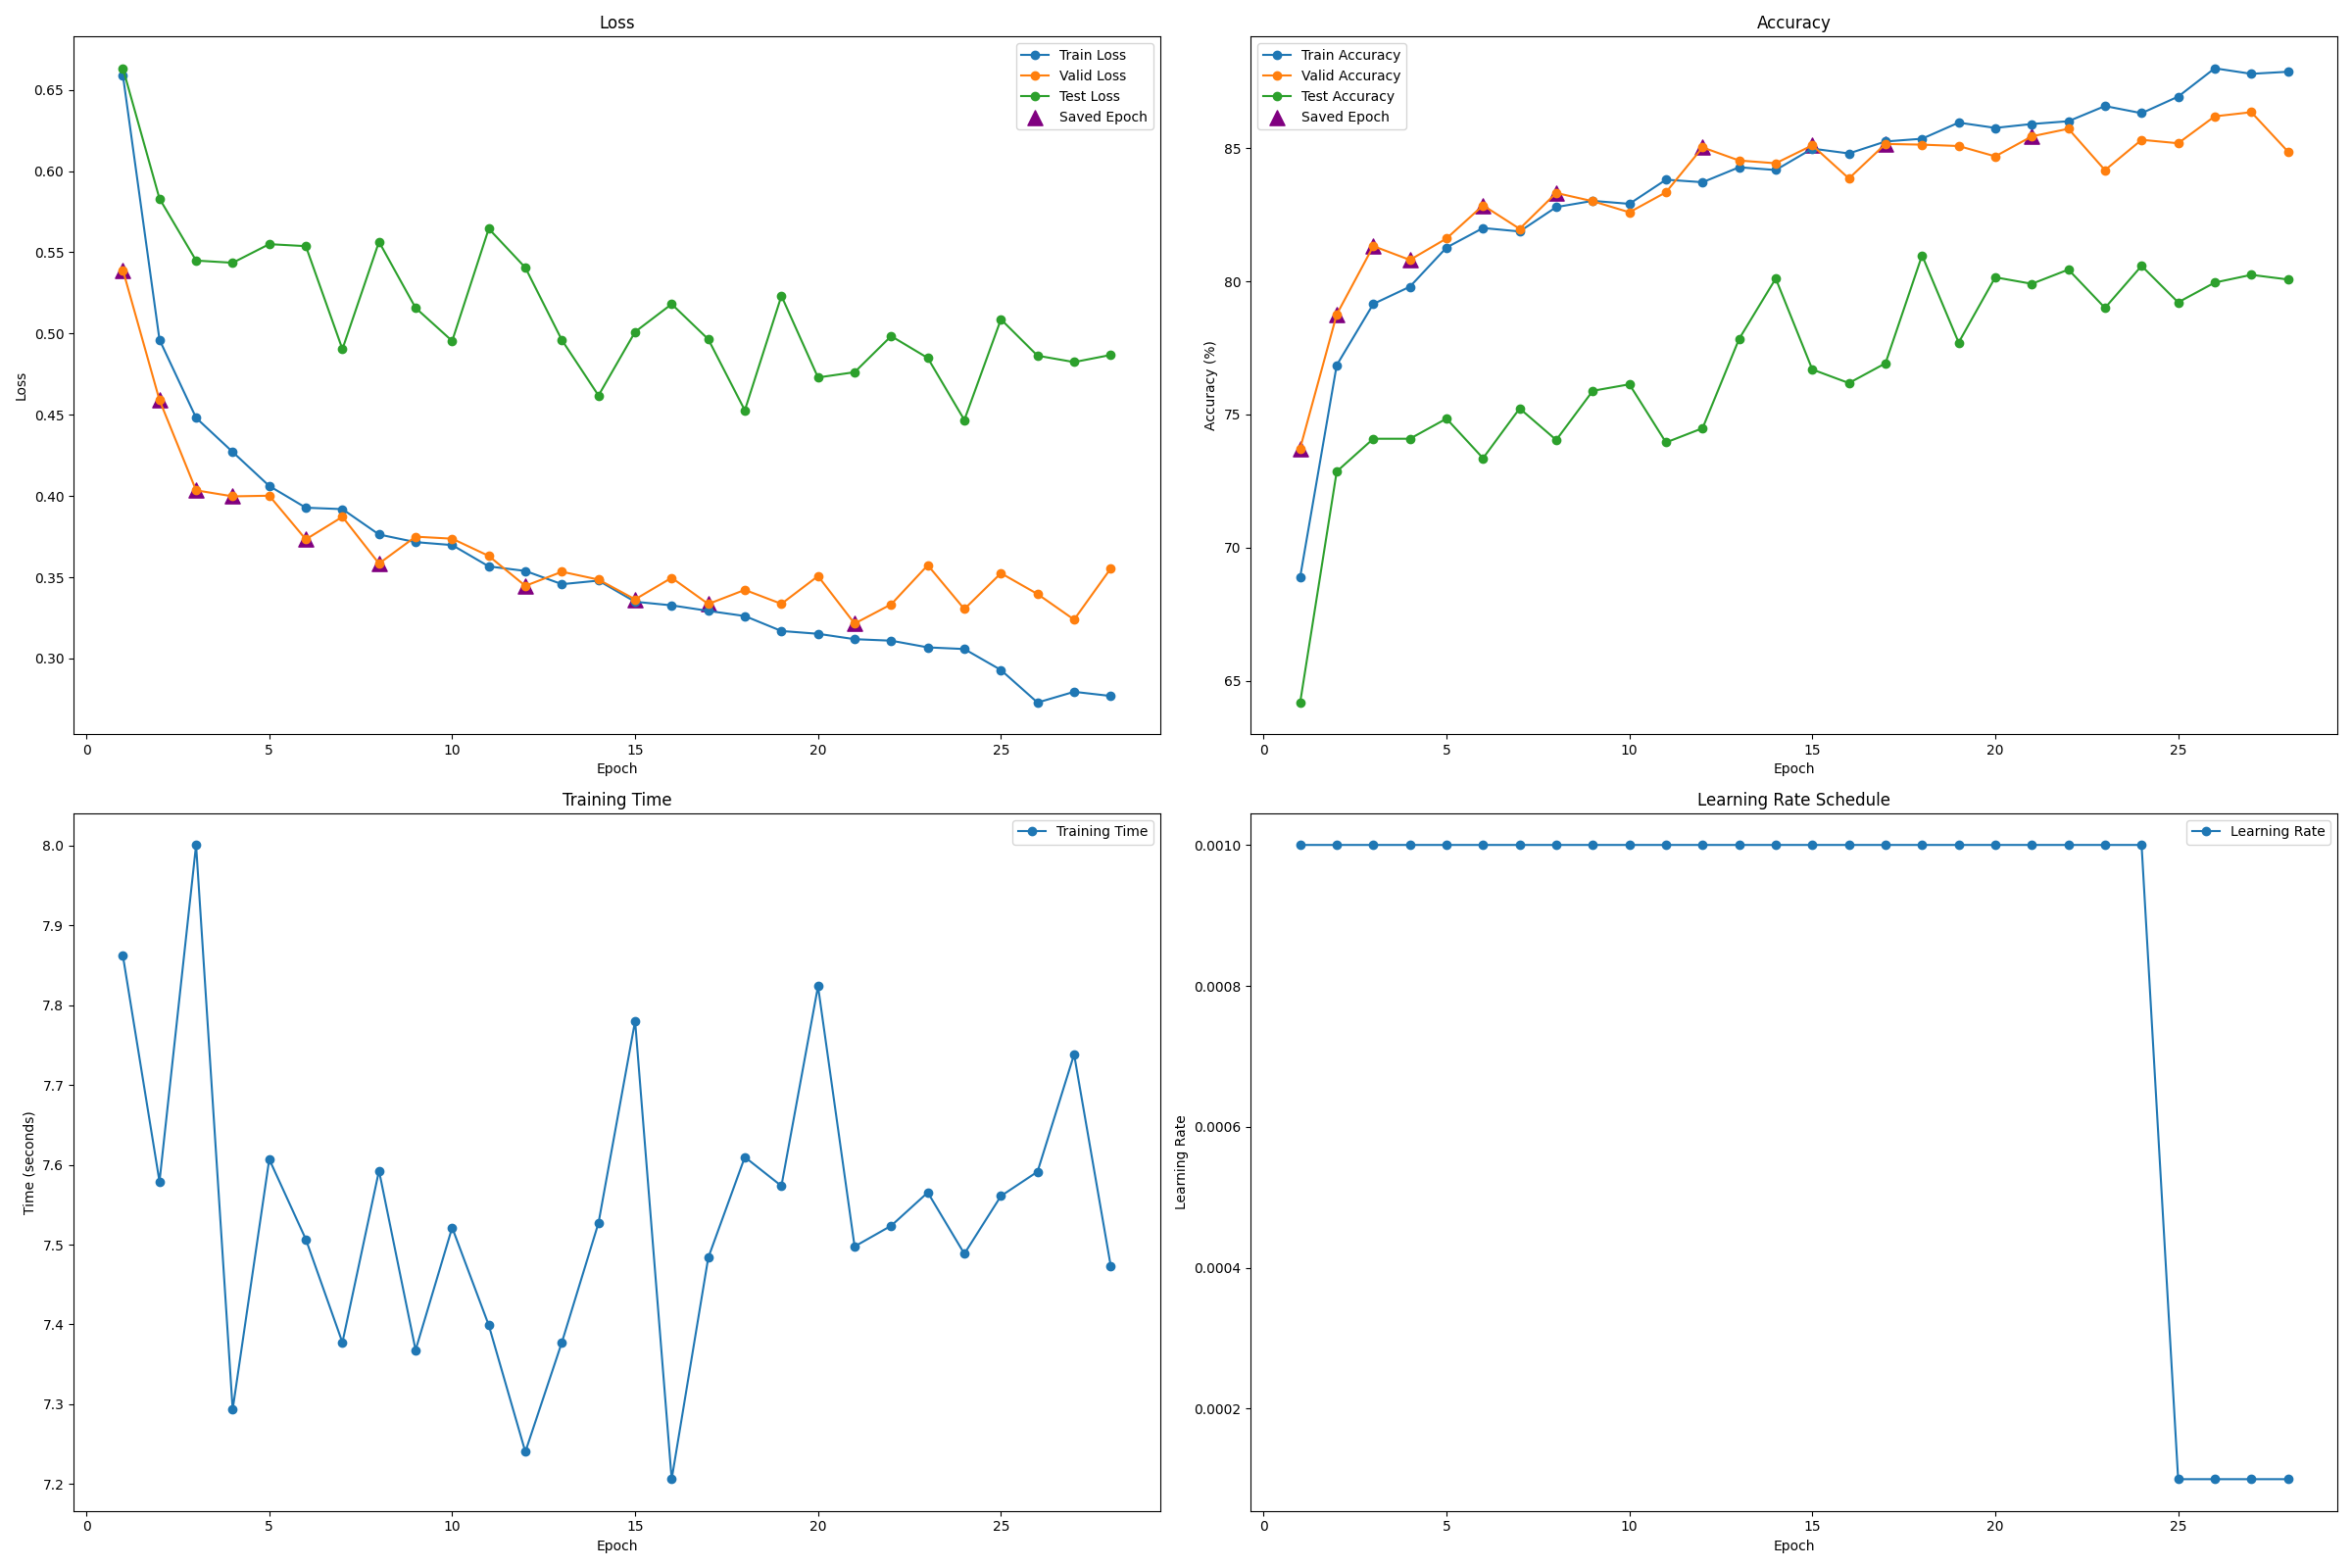 Loss
Train Loss
Valid Loss
Test Loss
Saved Epoch
0.65
0.60
0.55
0.50
0.45
0.40
0.35
0.30
Loss
0 5 10 15 20 25
Epoch
Accuracy
Train Accuracy
Valid Accuracy
Test Accuracy
Saved Epoch
85
80
75
70
65
Accuracy (%)
0 5 10 15 20 25
Epoch
Training Time
Training Time
8.0
7.9
7.8
7.7
7.6
7.5
7.4
7.3
7.2
Time (seconds)
0 5 10 15 20 25
Epoch
Learning Rate Schedule
Learning Rate
0.0010
0.0008
0.0006
0.0004
0.0002
Learning Rate
0 5 10 15 20 25
Epoch